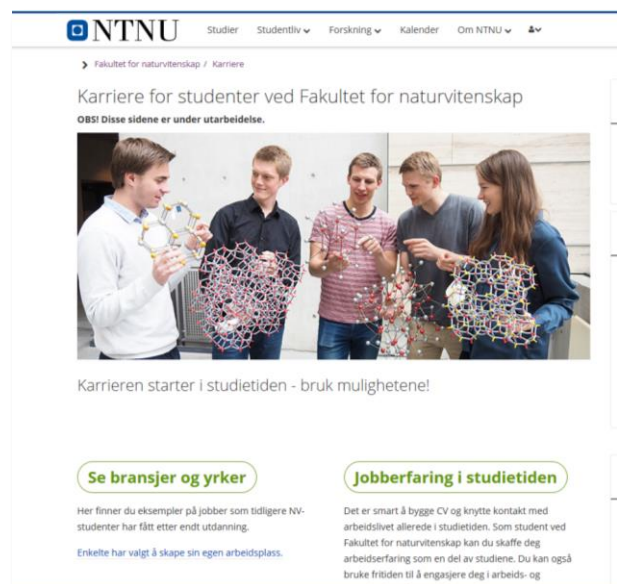 NTNU
Studier Studentliv Forskning Kalender Om NTNU
Fakultet for naturvitenskap / Karriere
Karriere for studenter ved Fakultet for naturvitenskap
OBS! Disse sidene er under utarbeidelse.
Karrieren starter i studietiden - bruk mulighetene!
Se bransjer og yrker
Her finner du eksempler på jobber som tidligere NV-
studenter har fått etter endt utdanning.
Enkelte har valgt å skape sin egen arbeidsplass.
Jobberfaring i studietiden
Det er smart å bygge CV og knytte kontakt med
arbeidslivet allerede i studietiden. Som student ved
Fakultet for naturvitenskap kan du skaffe deg
arbeidserfaring som en del av studiene. Du kan også
bruke fritiden til å engasjere deg i arbeids- og